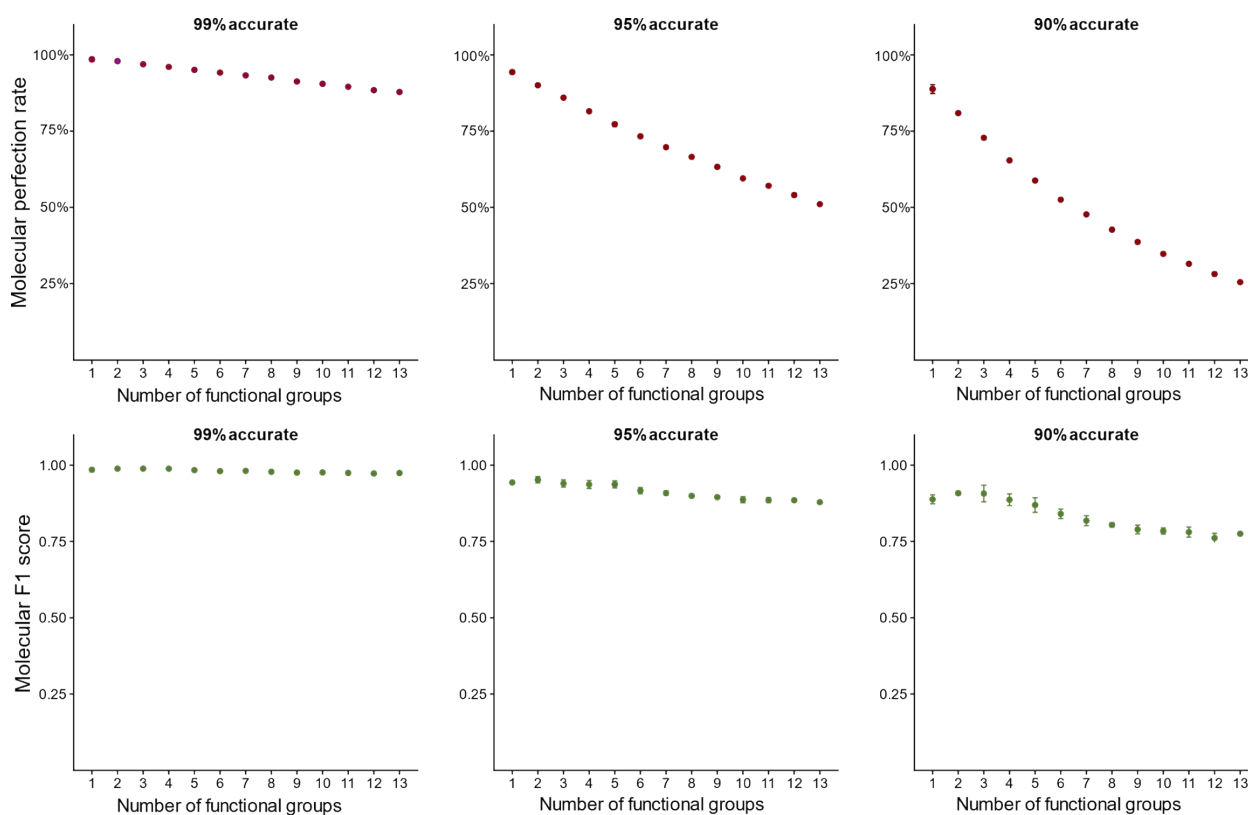 99% accurate
95% accurate
90% accurate
Molecular perfection rate
100%
75%
50%
25%
100%
75%
50%
25%
100%
75%
50%
25%
1 2 3 4 5 6 7 8 9 10 11 12 13
1 2 3 4 5 6 7 8 9 10 11 12 13
1 2 3 4 5 6 7 8 9 10 11 12 13
Number of functional groups
Number of functional groups
Number of functional groups
99% accurate
95% accurate
90% accurate
Molecular F1 score
1.00
0.75
0.50
0.25
1.00
0.75
0.50
0.25
1.00
0.75
0.50
0.25
1 2 3 4 5 6 7 8 9 10 11 12 13
1 2 3 4 5 6 7 8 9 10 11 12 13
1 2 3 4 5 6 7 8 9 10 11 12 13
Number of functional groups
Number of functional groups
Number of functional groups